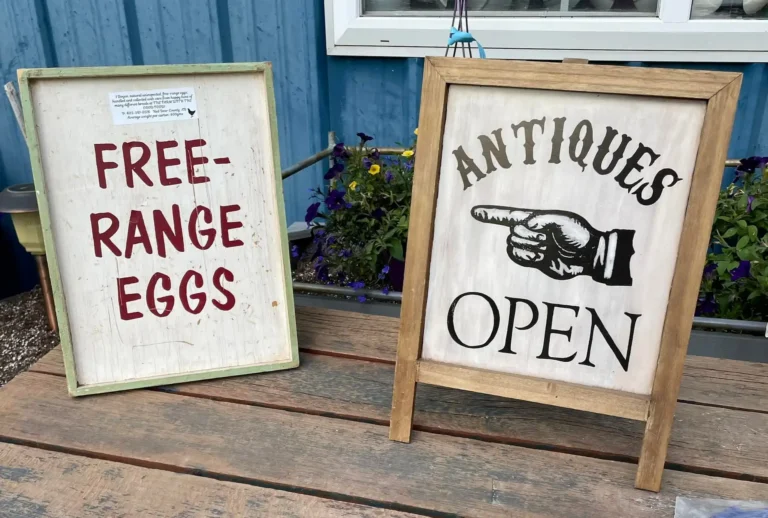 FREE-
RANGE
EGGS
ANTIQUES
OPEN